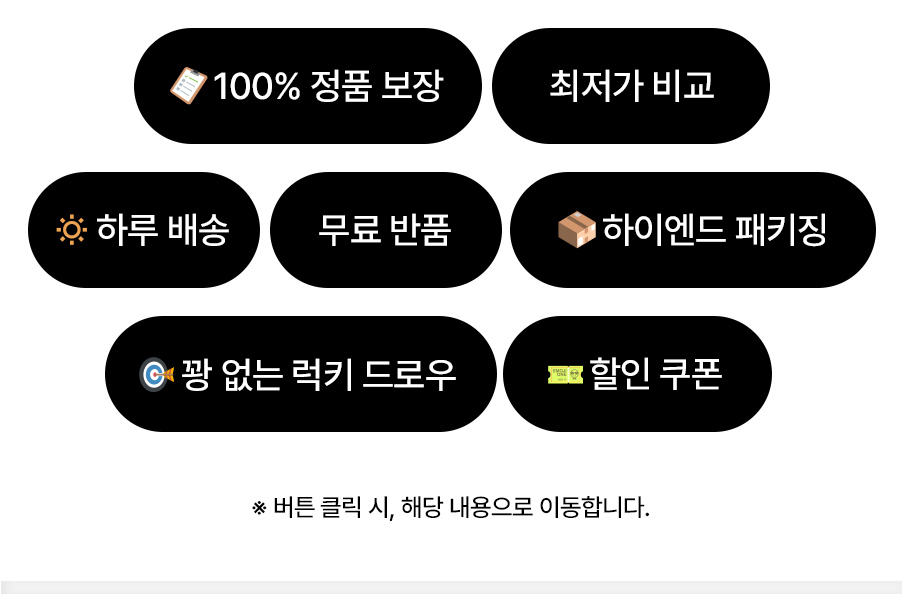 100% 정품 보장
최저가 비교
하루 배송
무료 반품
하이엔드 패키징
꽝 없는 럭키 드로우
할인 쿠폰
※ 버튼 클릭 시, 해당 내용으로 이동합니다.